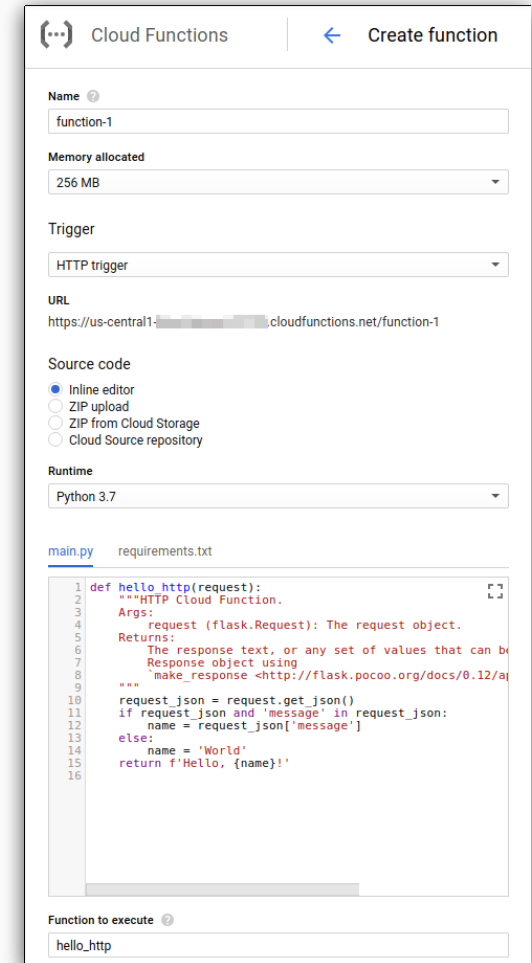 Cloud Functions
Create function
Name
function-1
Memory allocated
256 MB
Trigger
HTTP trigger
URL
https://us-central1- .cloudfunctions.net/function-1
Source code
Inline editor
ZIP upload
ZIP from Cloud Storage
Cloud Source repository
Runtime
Python 3.7
main.py requirements.txt
1 def hello_http(request):
2 """HTTP Cloud Function.
3 Args:
4 request (flask.Request): The request object.
5 Returns:
6 The response text, or any set of values that can be
7 Response object using
8 `make_response <http://flask.pocoo.org/docs/0.12/ap
9 """
10 request_json = request.get_json()
11 if request_json and 'message' in request_json:
12 name = request_json['message']
13 else:
14 name = 'World'
15 return f'Hello, {name}!'
16
Function to execute
hello_http